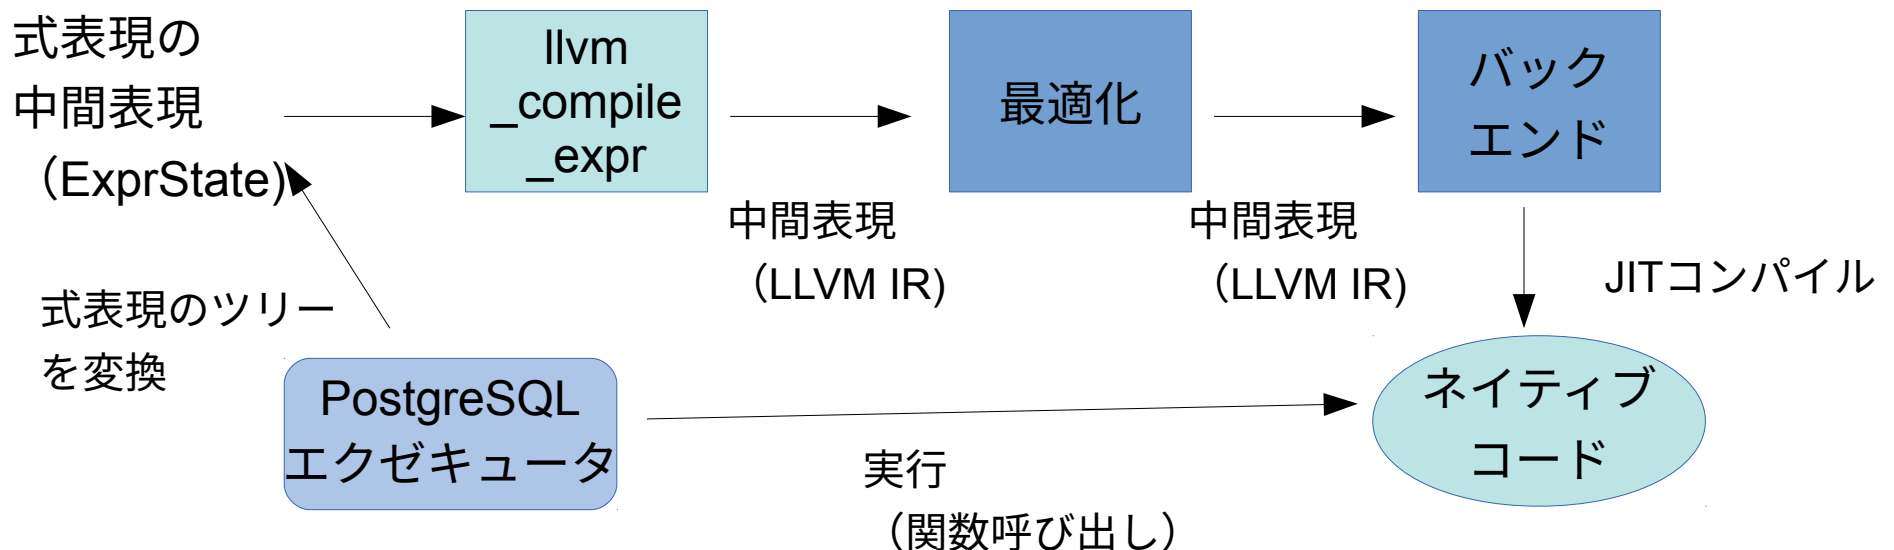 式表現の
中間表現
（ExprState)
llvm
_compile
_expr
最適化
バック
エンド
中間表現
（LLVM IR)
中間表現
（LLVM IR)
JITコンパイル
式表現のツリー
を変換
PostgreSQL
エクゼキュータ
実行
（関数呼び出し）
ネイティブ
コード